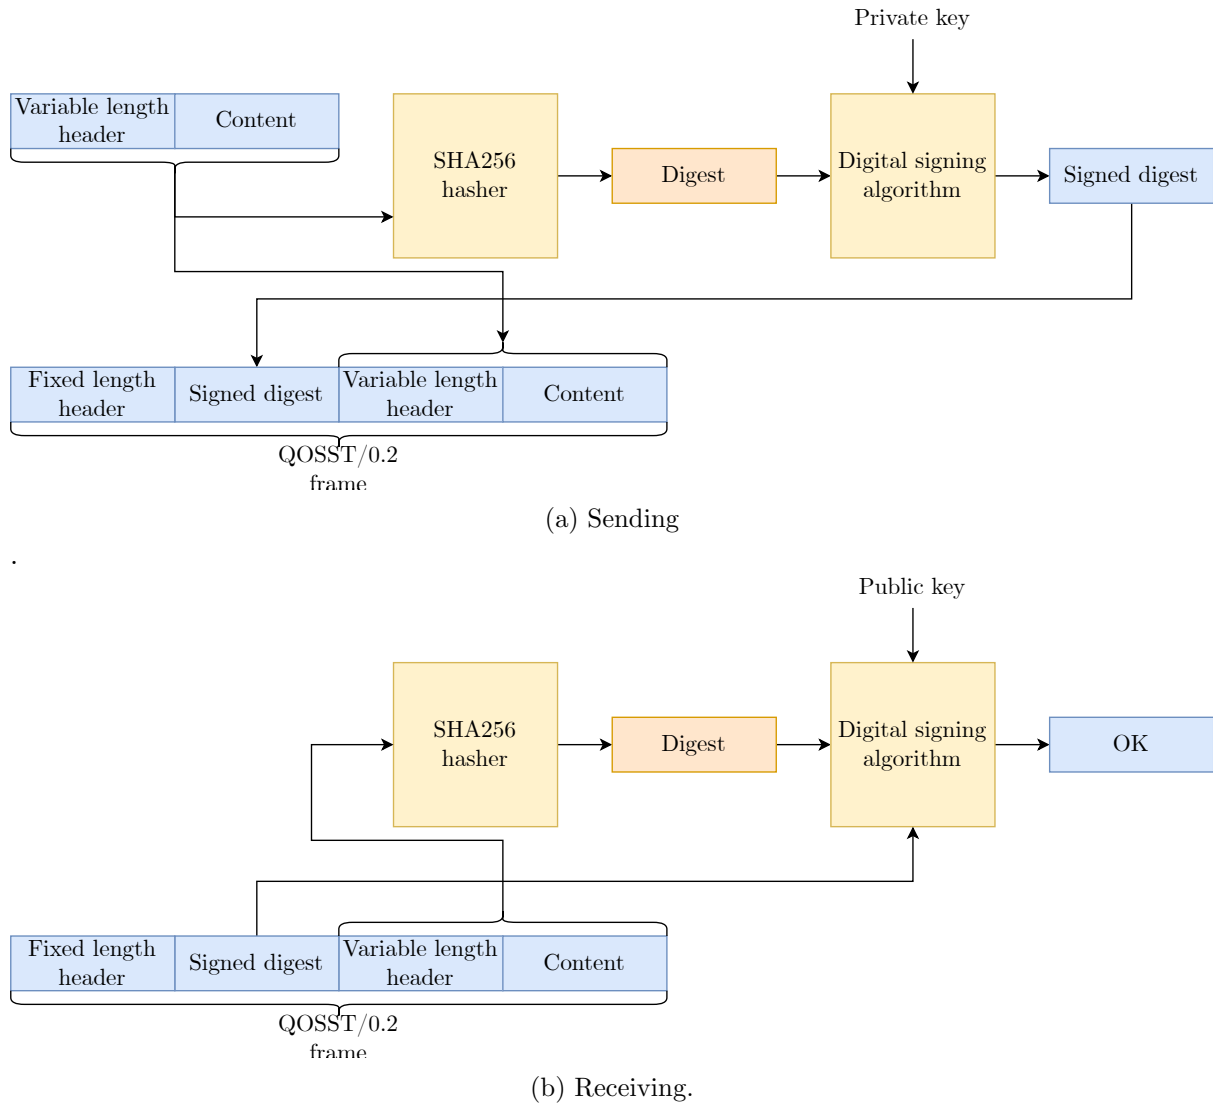 Private key
Variable length
header
Content
SHA256
hasher
Digest
Digital signing
algorithm
Signed digest
Fixed length
header
Signed digest
Variable length
header
Content
QOSST/0.2
frame
(a) Sending
.
Public key
SHA256
hasher
Digest
Digital signing
algorithm
OK
Fixed length
header
Signed digest
Variable length
header
Content
QOSST/0.2
frame
(b) Receiving.